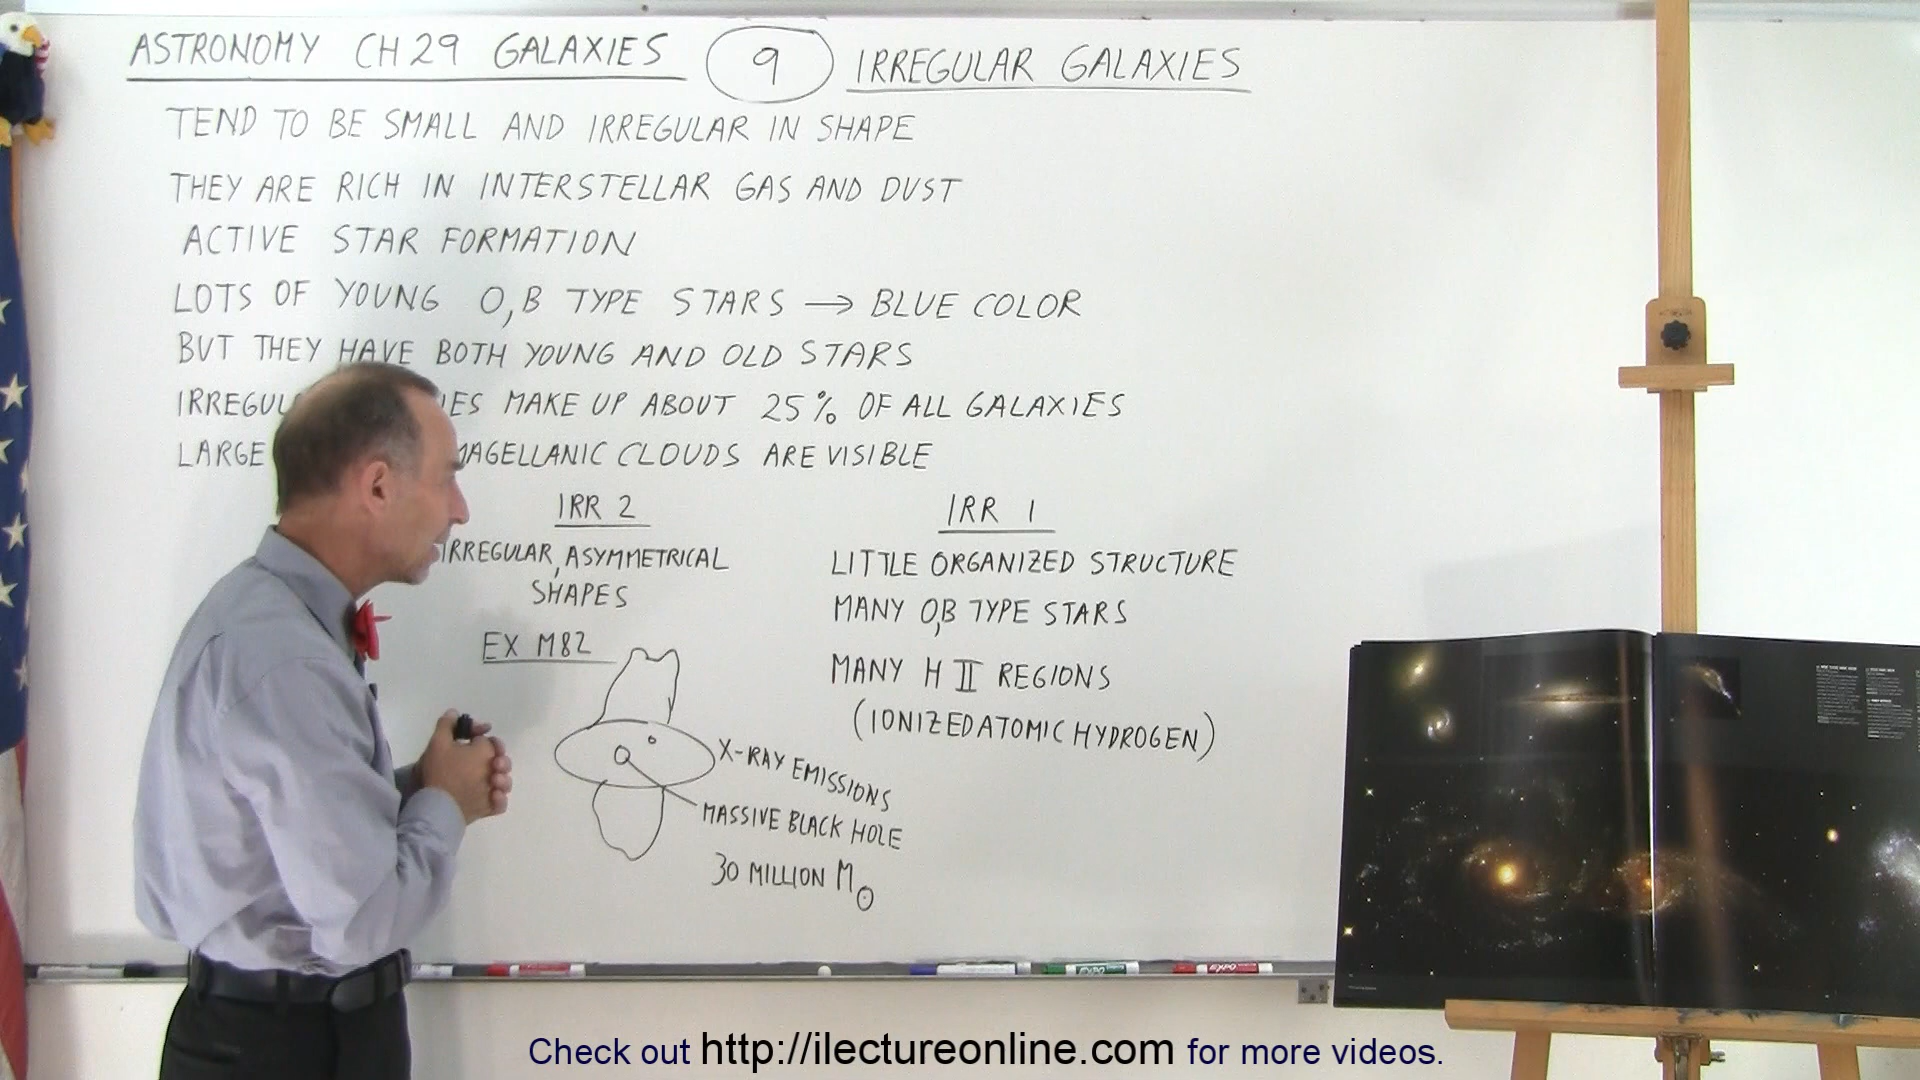 ASTRONOMY CH 29 GALAXIES 9 IRREGULAR GALAXIES
TEND TO BE SMALL AND IRREGULAR IN SHAPE
THEY ARE RICH IN INTERSTELLAR GAS AND DUST
ACTIVE STAR FORMATION
LOTS OF YOUNG O,B TYPE STARS → BLUE COLOR
BUT THEY HAVE BOTH YOUNG AND OLD STARS
IRREGUL IES MAKE UP ABOUT 25% OF ALL GALAXIES
LARGE MAGELLANIC CLOUDS ARE VISIBLE
IRR 2
IRREGULAR, ASYMMETRICAL
SHAPES
EX M82
X-RAY EMISSIONS
MASSIVE BLACK HOLE
30 MILLION M⊙
IRR 1
LITTLE ORGANIZED STRUCTURE
MANY O,B TYPE STARS
MANY H II REGIONS
(IONIZED ATOMIC HYDROGEN)
Check out http://ilectureonline.com for more videos.